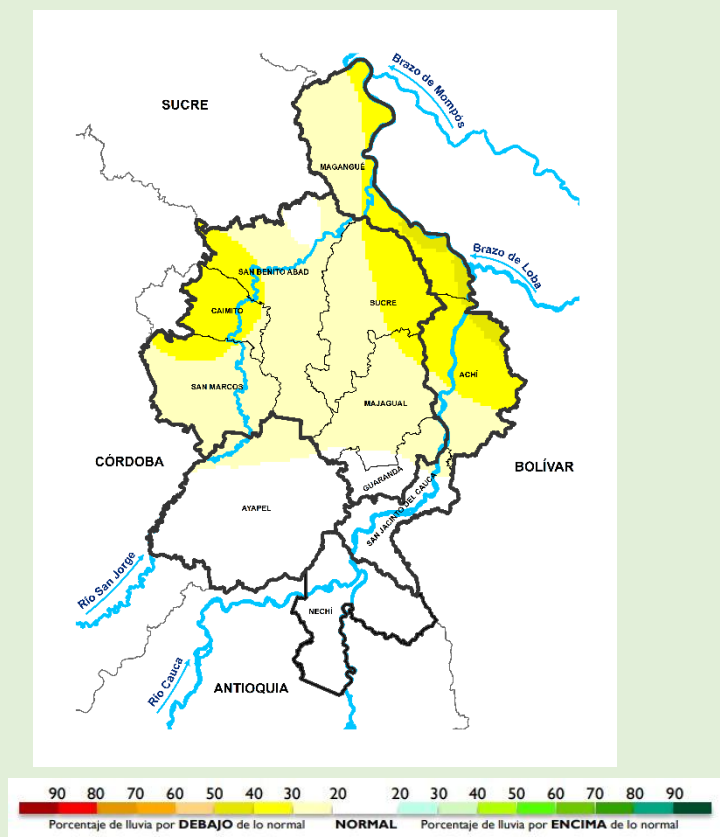 Brazo de Mompós
SUCRE
MAGANGUÉ
Brazo de Loba
SAN BENITO ABAD
SUCRE
CAIMITO
ACHÍ
SAN MARCOS
MAJAGUAL
CÓRDOBA
BOLÍVAR
GUARANDA
AYAPEL
SAN JACINTO DEL CAUCA
Río San Jorge
NECHÍ
Río Cauca
ANTIOQUIA
90 80 70 60 50 40 30 20 20 30 40 50 60 70 80 90
Porcentaje de lluvia por DEBAJO de lo normal NORMAL Porcentaje de lluvia por ENCIMA de lo normal